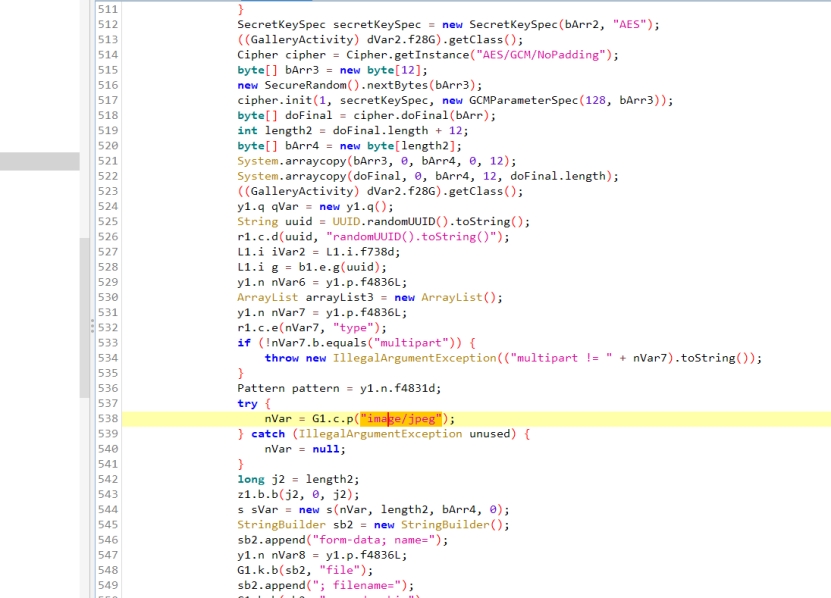 511 }
512 SecretKeySpec secretKeySpec = new SecretKeySpec(bArr2, "AES");
513 ((GalleryActivity) dVar2.f28G).getClass();
514 Cipher cipher = Cipher.getInstance("AES/GCM/NoPadding");
515 byte[] bArr3 = new byte[12];
516 new SecureRandom().nextBytes(bArr3);
517 cipher.init(1, secretKeySpec, new GCMParameterSpec(128, bArr3));
518 byte[] doFinal = cipher.doFinal(bArr);
519 int length2 = doFinal.length + 12;
520 byte[] bArr4 = new byte[length2];
521 System.arraycopy(bArr3, 0, bArr4, 0, 12);
522 System.arraycopy(doFinal, 0, bArr4, 12, doFinal.length);
523 ((GalleryActivity) dVar2.f28G).getClass();
524 y1.q qVar = new y1.q();
525 String uuid = UUID.randomUUID().toString();
526 r1.c.d(uuid, "randomUUID().toString()");
527 L1.i iVar2 = L1.i.f738d;
528 L1.i g = b1.e.g(uuid);
529 y1.n nVar6 = y1.p.f4836L;
530 ArrayList arrayList3 = new ArrayList();
531 y1.n nVar7 = y1.p.f4836L;
532 r1.c.e(nVar7, "type");
533 if (!nVar7.b.equals("multipart")) {
534 throw new IllegalArgumentException(("multipart != " + nVar7).toString());
535 }
536 Pattern pattern = y1.n.f4831d;
537 try {
538 nVar = G1.c.p("image/jpeg");
539 } catch (IllegalArgumentException unused) {
540 nVar = null;
541 }
542 long j2 = length2;
543 z1.b.b(j2, 0, j2);
544 s sVar = new s(nVar, length2, bArr4, 0);
545 StringBuilder sb2 = new StringBuilder();
546 sb2.append("form-data; name=");
547 y1.n nVar8 = y1.p.f4836L;
548 G1.k.b(sb2, "file");
549 sb2.append("; filename=");